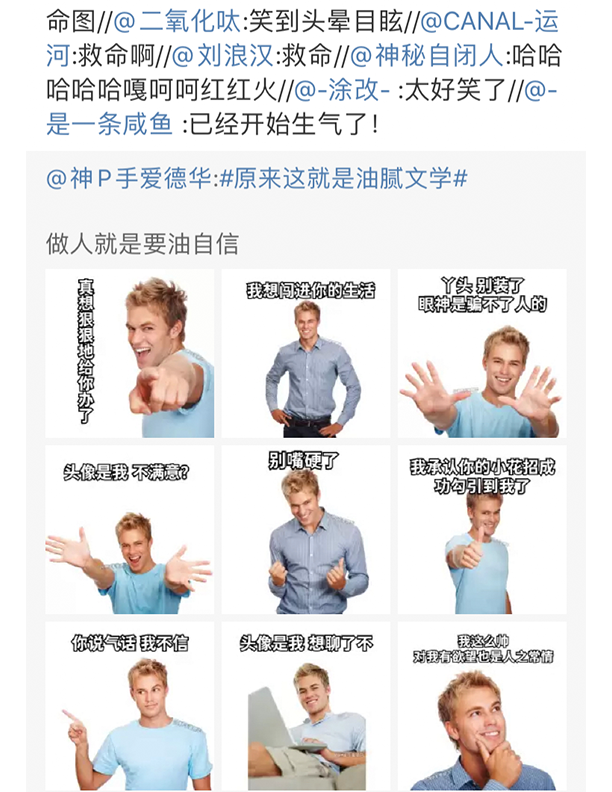 命图//@二氧化呔:笑到头晕目眩//@CANAL-运
河:救命啊//@刘浪汉:救命//@神秘自闭人:哈哈
哈哈哈哈嘎呵呵红红火//@-涂改- :太好笑了//@-
是一条咸鱼 :已经开始生气了!
@神P手爱德华:#原来这就是油腻文学#
做人就是要油自信
真想狠狠地给你办了
我想闯进你的生活
丫头 别装了
眼神是骗不了人的
头像是我 不满意?
别嘴硬了
我承认你的小花招成
功勾引到我了
你说气话 我不信
头像是我 想聊了不
我这么帅
对我有欲望也是人之常情